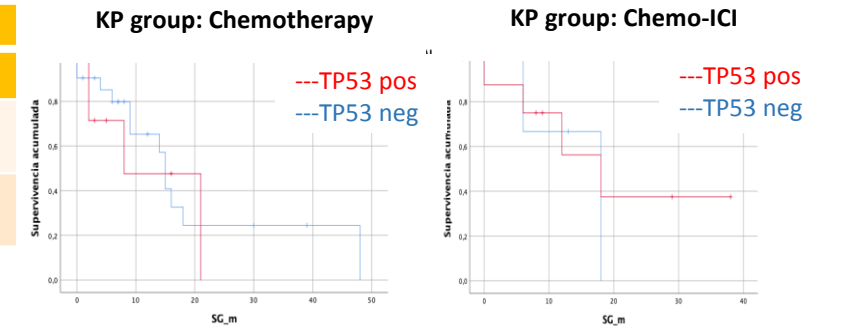 KP group: Chemotherapy
---TP53 pos
---TP53 neg
Supervivencia acumulada
0,8
0,6
0,4
0,2
0,0
0
10
20
30
40
50
SG_m
KP group: Chemo-ICI
---TP53 pos
---TP53 neg
Supervivencia acumulada
0,8
0,6
0,4
0,2
0,0
0
10
20
30
40
SG_m